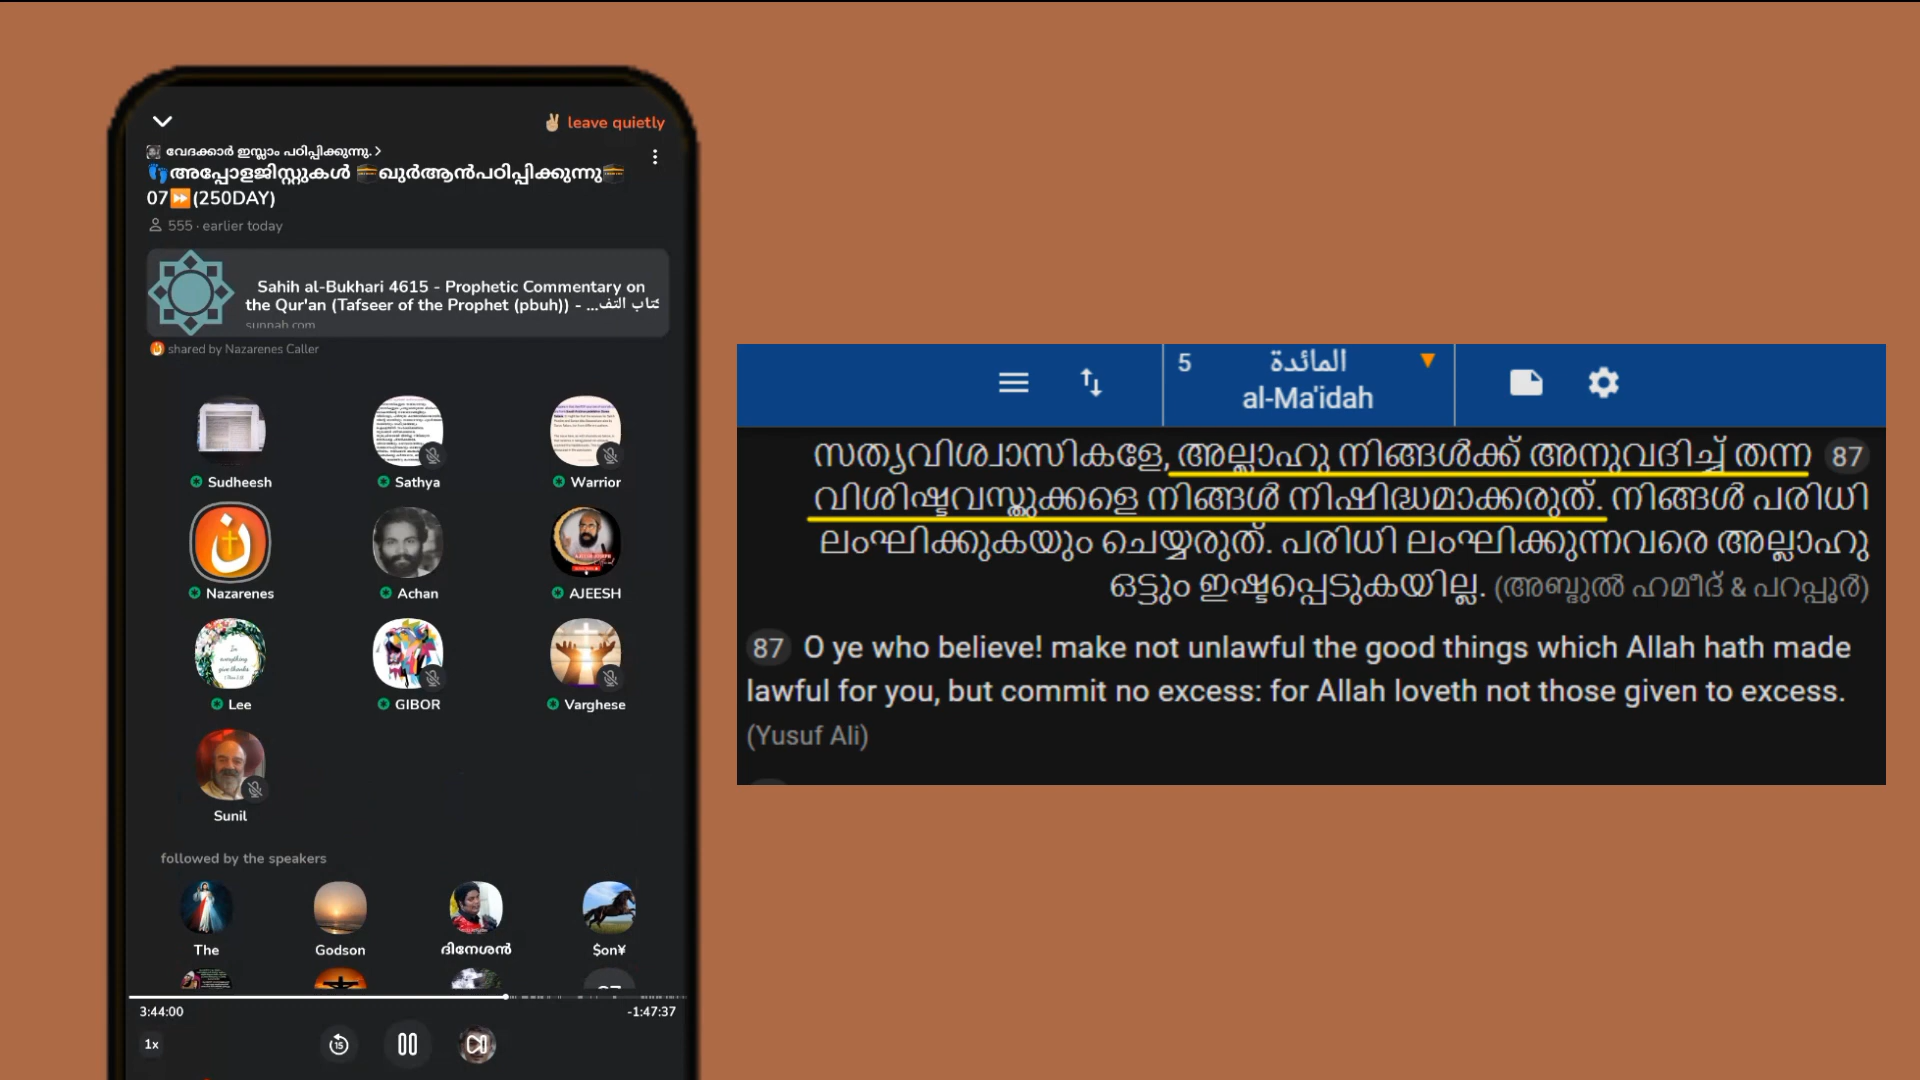 ✌🏼 leave quietly
വേദക്കാർ ഇസ്ലാം പഠിപ്പിക്കുന്നു. >
👣അപ്പോളജിസ്റ്റുകൾ 🕋ഖുർആൻപഠിപ്പിക്കുന്നു🕋
07⏩(250DAY)
555 · earlier today
Sahih al-Bukhari 4615 - Prophetic Commentary on
the Qur'an (Tafseer of the Prophet (pbuh)) - ...كتاب التف
sunnah.com
shared by Nazarenes Caller
Sudheesh
Sathya
Warrior
Nazarenes
Achan
AJEESH
In everything give thanks
Lee
GIBOR
Varghese
Sunil
followed by the speakers
The
Godson
ദിനേശൻ
$on¥
3:44:00
-1:47:37
1x
15
5
المائدة
al-Ma'idah
സത്യവിശ്വാസികളേ, അല്ലാഹു നിങ്ങൾക്ക് അനുവദിച്ച് തന്ന 87
വിശിഷ്ടവസ്തുക്കളെ നിങ്ങൾ നിഷിദ്ധമാക്കരുത്. നിങ്ങൾ പരിധി
ലംഘിക്കുകയും ചെയ്യരുത്. പരിധി ലംഘിക്കുന്നവരെ അല്ലാഹു
ഒട്ടും ഇഷ്ടപ്പെടുകയില്ല. (അബ്ദുൽ ഹമീദ് & പറപ്പൂർ)
87 O ye who believe! make not unlawful the good things which Allah hath made
lawful for you, but commit no excess: for Allah loveth not those given to excess.
(Yusuf Ali)